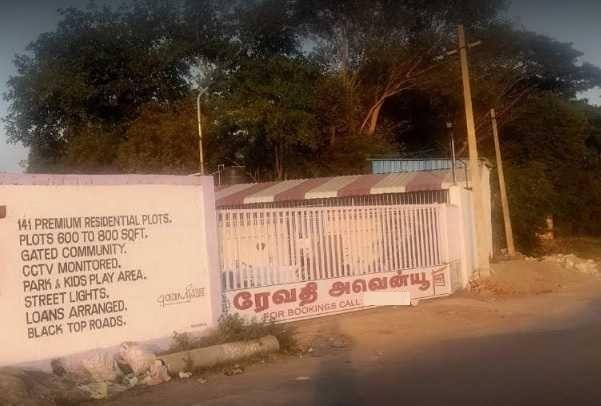 141 PREMIUM RESIDENTIAL PLOTS.
PLOTS 600 TO 800 SQFT.
GATED COMMUNITY.
CCTV MONITORED.
PARK & KIDS PLAY AREA.
STREET LIGHTS.
LOANS ARRANGED.
BLACK TOP ROADS.
ரேவதி அவென்யூ
FOR BOOKINGS CALL: